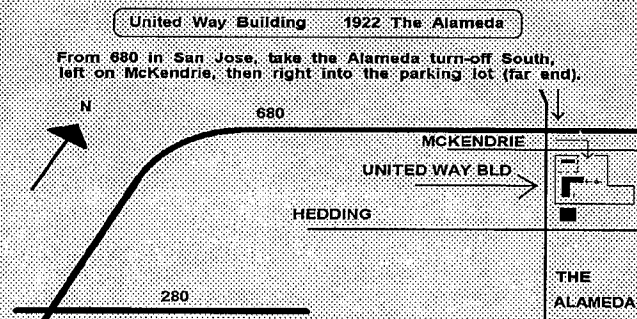 United Way Building 1922 The Alameda
From 680 in San Jose, take the Alameda turn-off South,
left on McKendrie, then right into the parking lot (far end).
N
680
MCKENDRIE
UNITED WAY BLD
HEDDING
280
THE
ALAMEDA